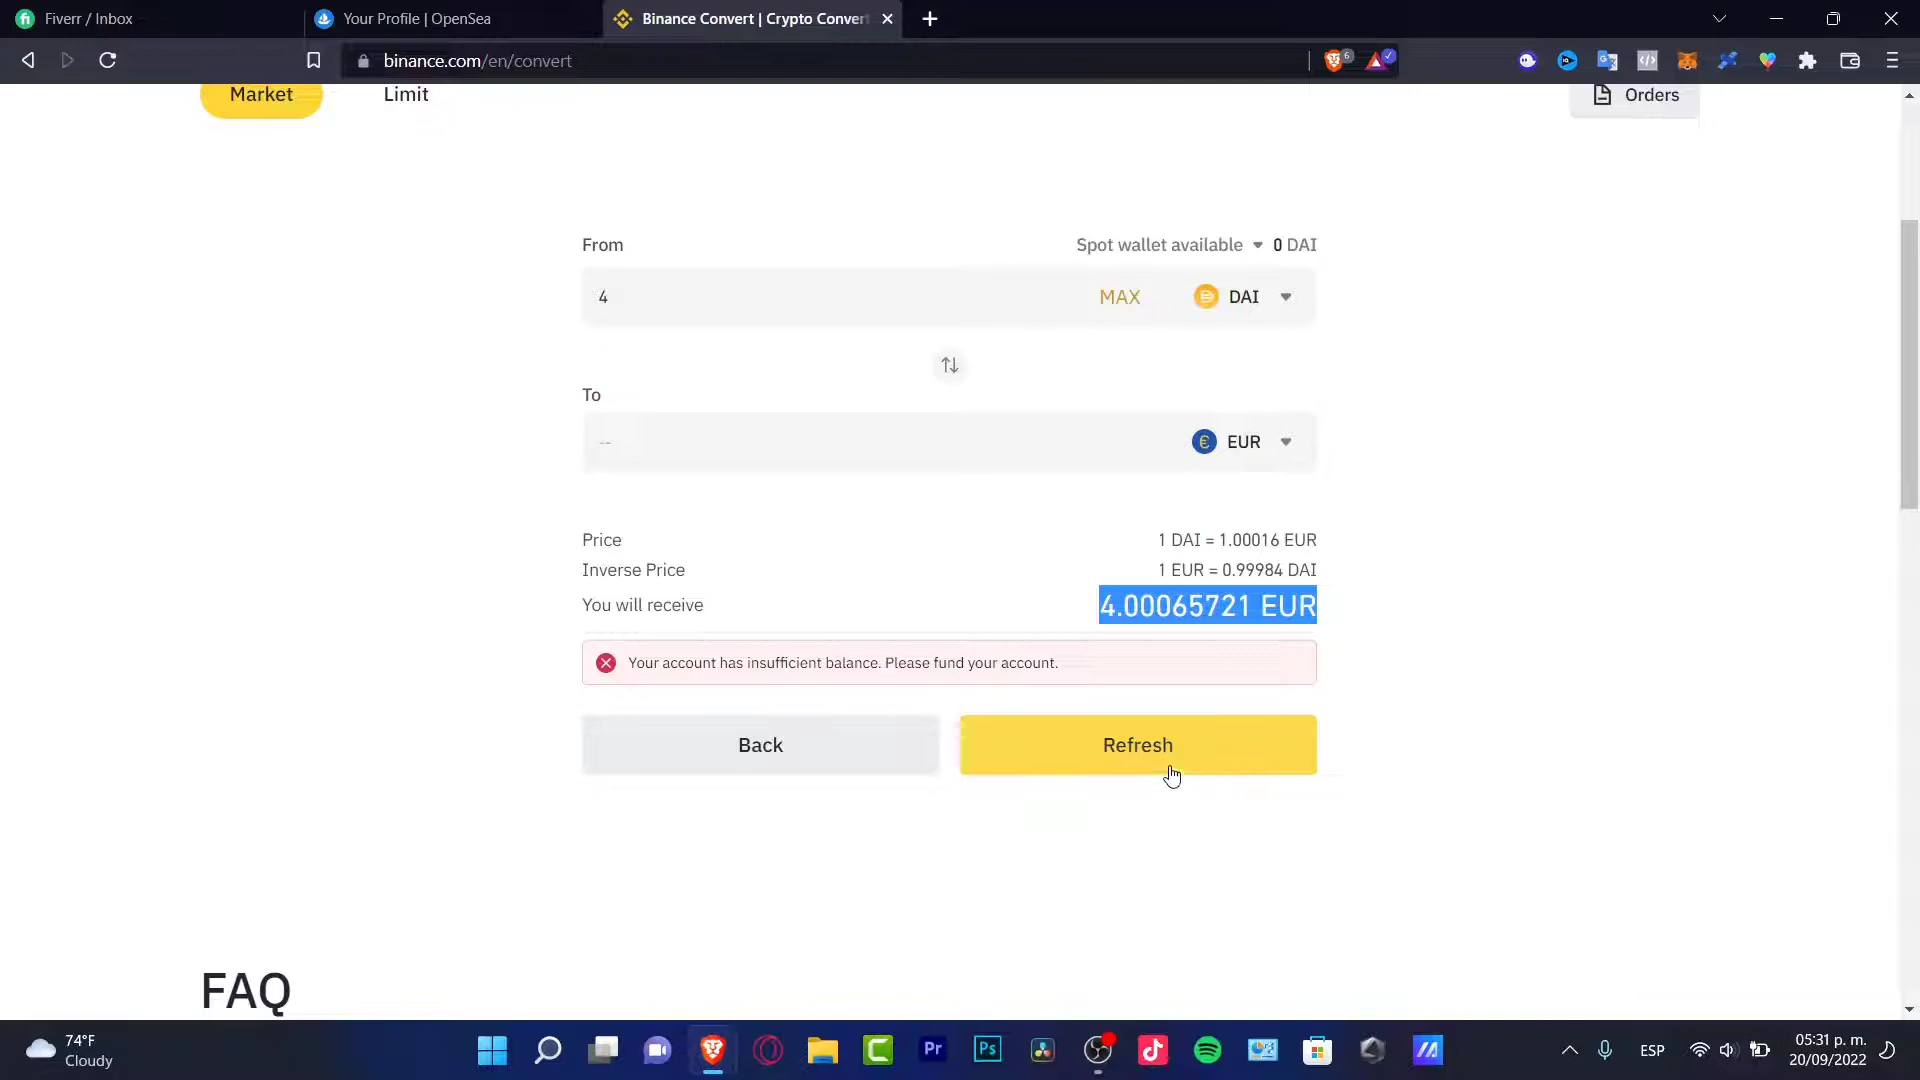 Fiverr / Inbox
Your Profile | OpenSea
Binance Convert | Crypto Conver
binance.com/en/convert
6
Market
Limit
Orders
From
Spot wallet available 0 DAI
4
MAX
DAI
To
--
€ EUR
Price
1 DAI = 1.00016 EUR
Inverse Price
1 EUR = 0.99984 DAI
You will receive
4.00065721 EUR
Your account has insufficient balance. Please fund your account.
Back
Refresh
FAQ
74°F
Cloudy
Pr
Ps
ESP
05:31 p. m.
20/09/2022